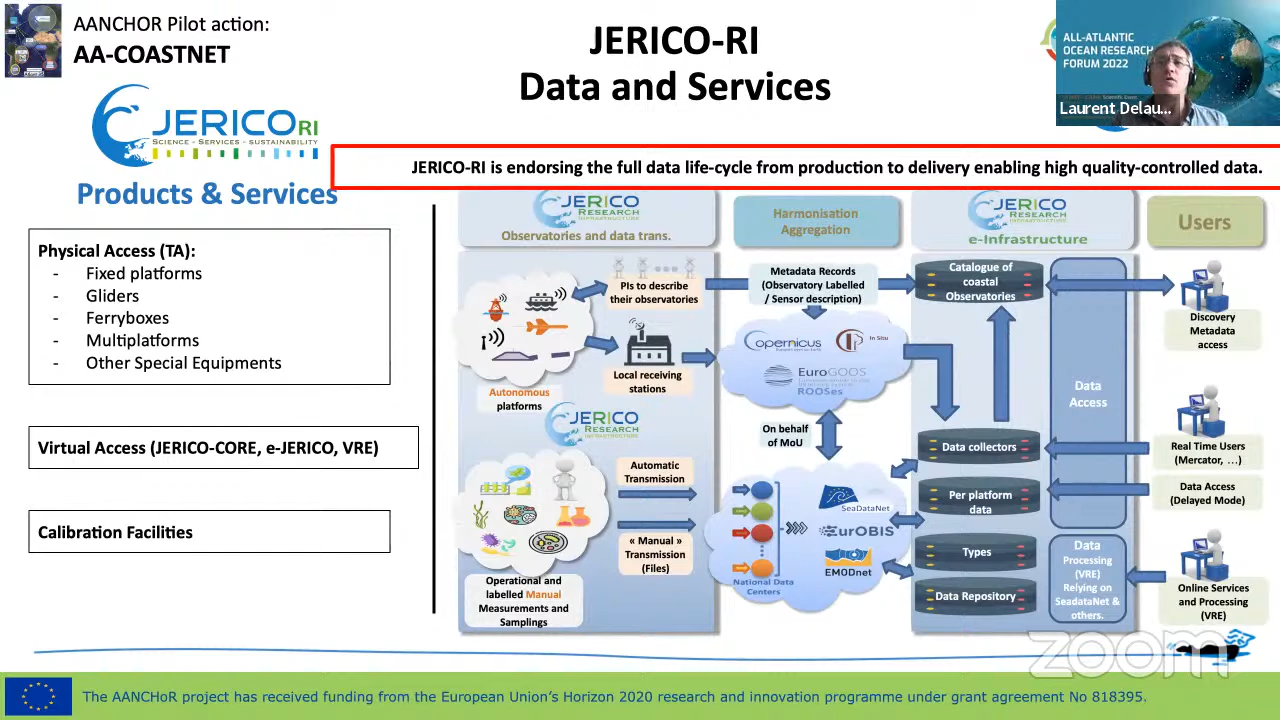 AANCHOR Pilot action:
AA-COASTNET
JERICO-RI
Data and Services
ALL-ATLANTIC
OCEAN RESEARCH
FORUM 2022
Laurent Delau...
JERICO RI
SCIENCE - SERVICES - SUSTAINABILITY
Products & Services
JERICO-RI is endorsing the full data life-cycle from production to delivery enabling high quality-controlled data.
Physical Access (TA):
- Fixed platforms
- Gliders
- Ferryboxes
- Multiplatforms
- Other Special Equipments
Virtual Access (JERICO-CORE, e-JERICO, VRE)
Calibration Facilities
JERICO
RESEARCH
INFRASTRUCTURE
Observatories and data trans.
Harmonisation
Aggregation
JERICO
RESEARCH
INFRASTRUCTURE
e-Infrastructure
Users
PIs to describe
their observatories
Metadata Records
(Observatory Labelled
/ Sensor description)
Catalogue of
coastal
Observatories
Discovery
Metadata
access
Autonomous
platforms
Local receiving
stations
opernicus
In Situ
EuroGOOS
ROOSes
Data
Access
JERICO
RESEARCH
INFRASTRUCTURE
On behalf
of MoU
Data collectors
Real Time Users
(Mercator, ...)
Automatic
Transmission
Per platform
data
Data Access
(Delayed Mode)
« Manual »
Transmission
(Files)
SeaDataNet
EurOBIS
EMODnet
National Data
Centers
Types
Data Repository
Data
Processing
(VRE)
Relying on
SeadataNet &
others.
Online Services
and Processing
(VRE)
Operational and
labelled Manual
Measurements and
Samplings
zoom
The AANCHoR project has received funding from the European Union's Horizon 2020 research and innovation programme under grant agreement No 818395.